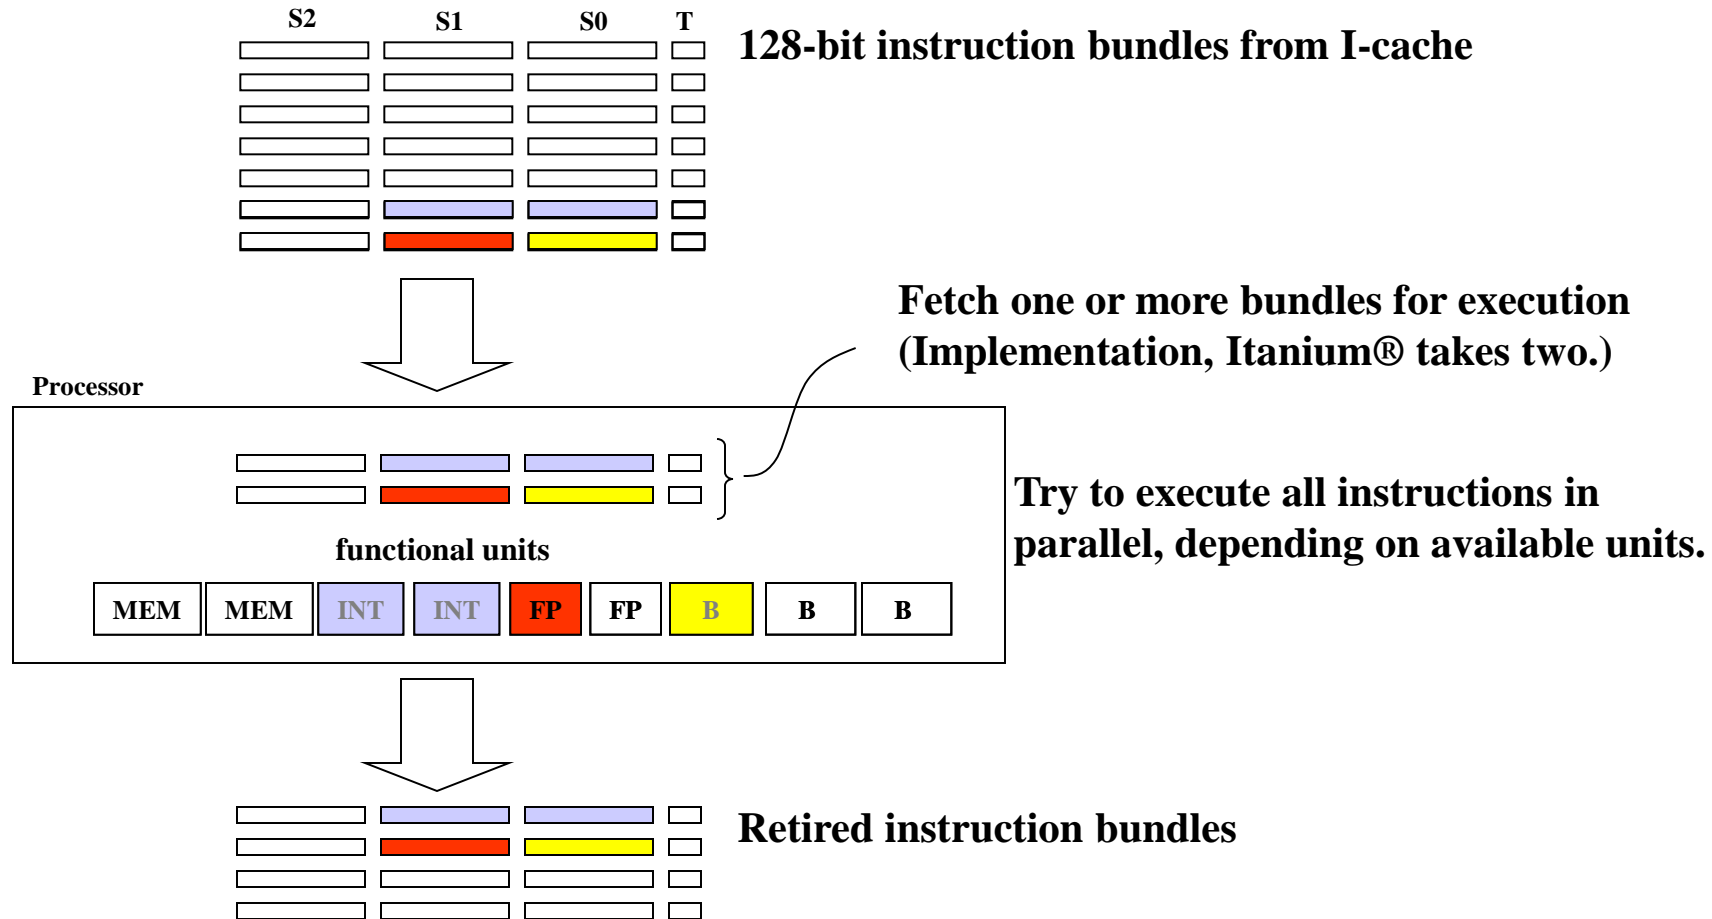 S2 S1 S0 T
128-bit instruction bundles from I-cache
Fetch one or more bundles for execution
(Implementation, Itanium® takes two.)
Processor
Try to execute all instructions in
parallel, depending on available units.
functional units
MEM MEM INT INT FP FP B B B
Retired instruction bundles